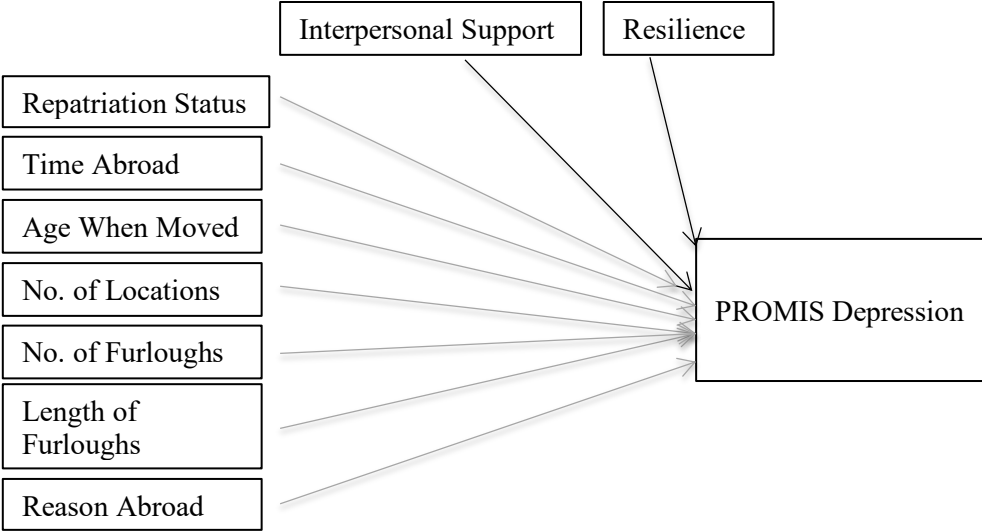 Interpersonal Support
Resilience
Repatriation Status
Time Abroad
Age When Moved
No. of Locations
No. of Furloughs
Length of
Furloughs
Reason Abroad
PROMIS Depression